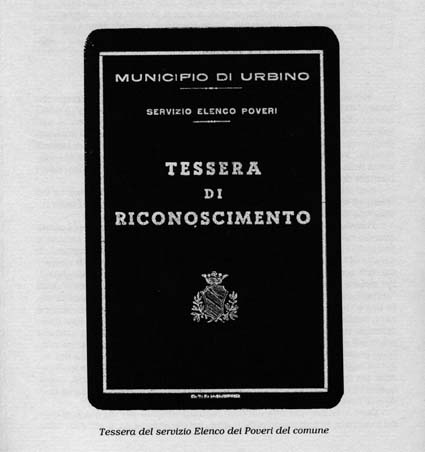 MUNICIPIO DI URBINO
SERVIZIO ELENCO POVERI
TESSERA
DI
RICONOSCIMENTO
Tessera del servizio Elenco dei Poveri del comune